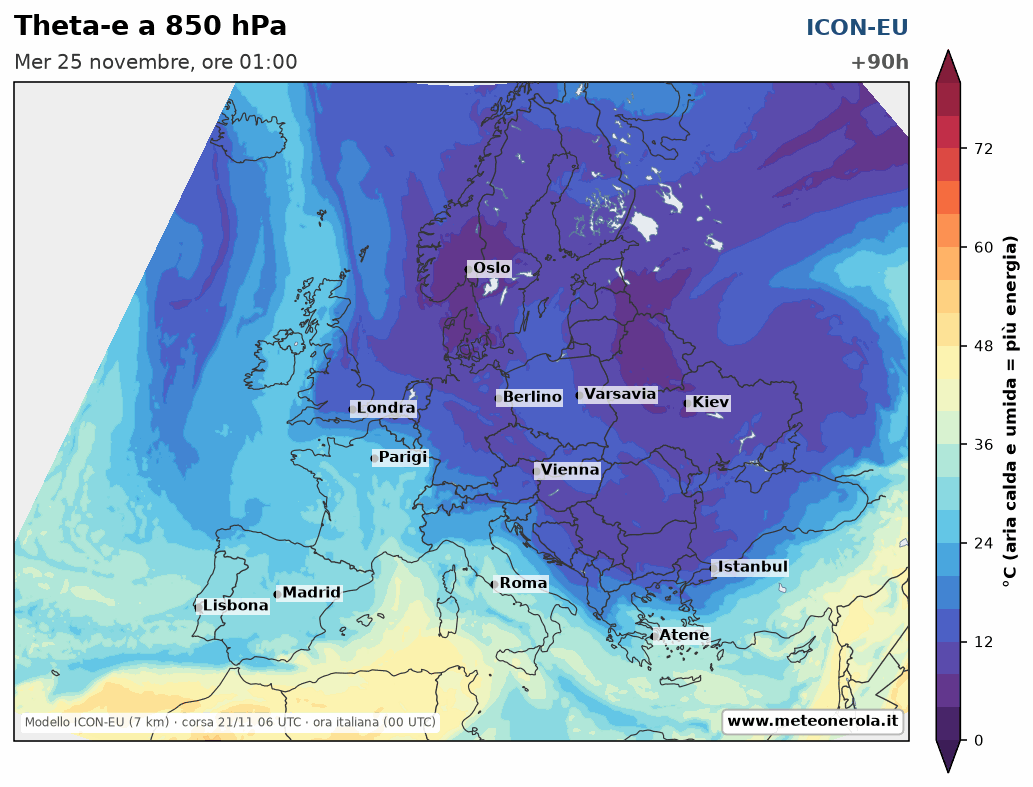 Theta-e a 850 hPa
ICON-EU
Mer 25 novembre, ore 01:00
+90h
72
60
48
36
24
12
0
°C (aria calda e umida = più energia)
Oslo
Berlino
Varsavia
Kiev
Londra
Parigi
Vienna
Istanbul
Roma
Madrid
Lisbona
Atene
Modello ICON-EU (7 km) · corsa 21/11 06 UTC · ora italiana (00 UTC)
www.meteonerola.it